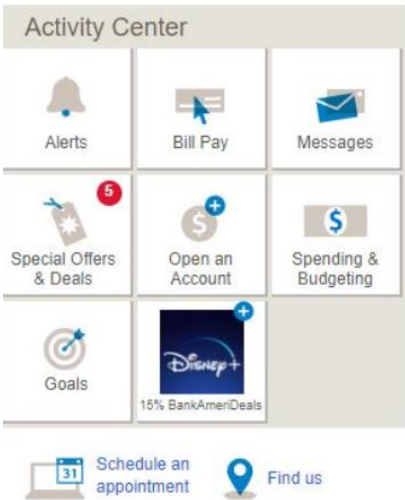 Activity Center
Alerts
Bill Pay
Messages
5
Special Offers
& Deals
$
Open an
Account
$
Spending &
Budgeting
Goals
Disney+
15% BankAmeriDeals
31
Schedule an
appointment
Find us